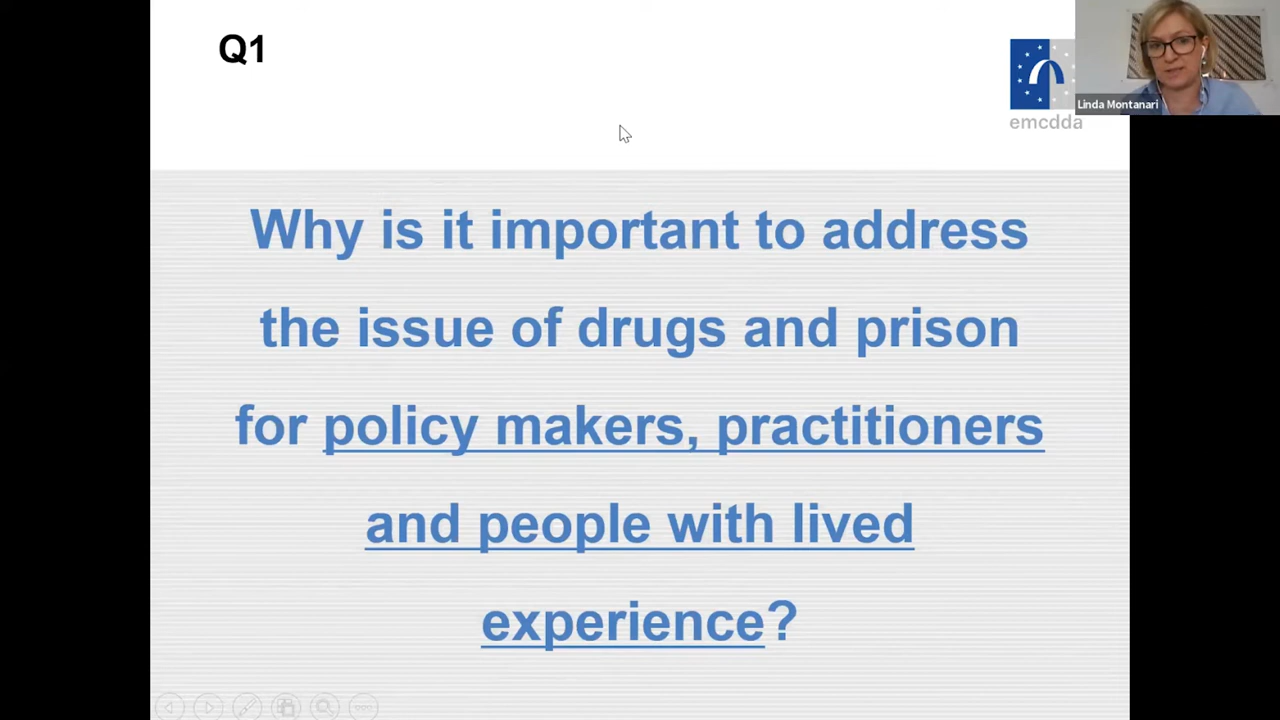 Q1
emcdda
Linda Montanari
Why is it important to address
the issue of drugs and prison
for policy makers, practitioners
and people with lived
experience?